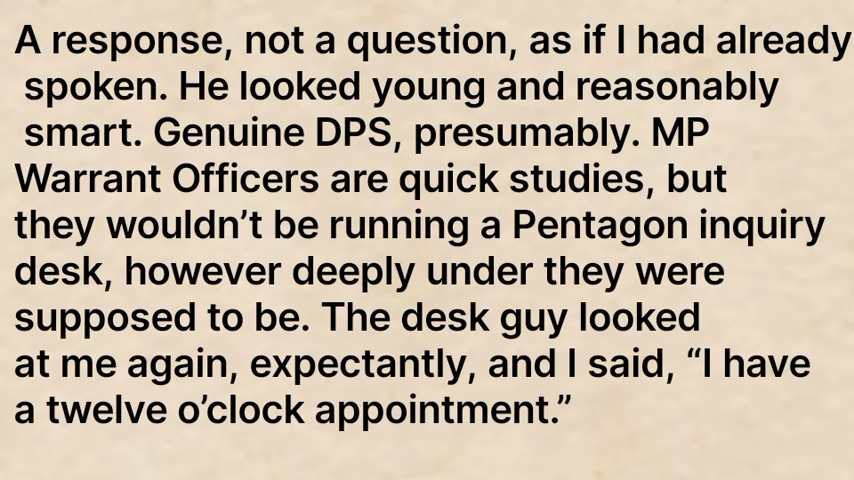 A response, not a question, as if I had already
spoken. He looked young and reasonably
smart. Genuine DPS, presumably. MP
Warrant Officers are quick studies, but
they wouldn’t be running a Pentagon inquiry
desk, however deeply under they were
supposed to be. The desk guy looked
at me again, expectantly, and I said, “I have
a twelve o’clock appointment.”